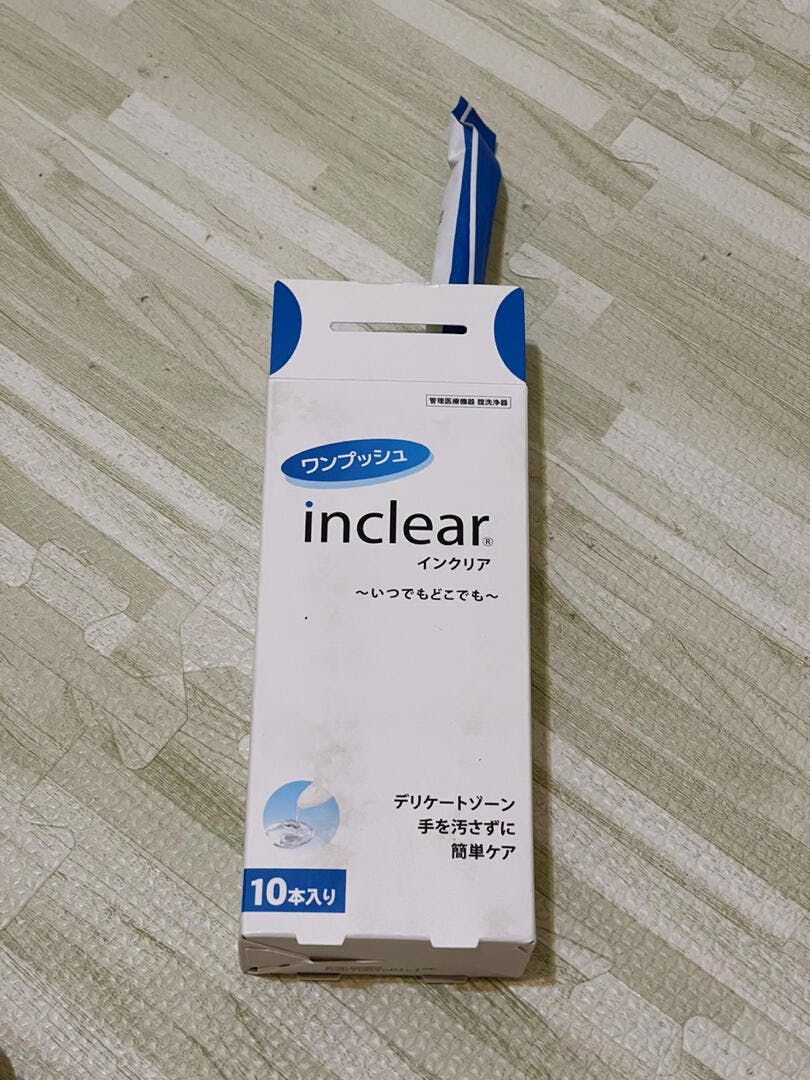 管理医療機器 膣洗浄器
ワンプッシュ
inclear®
インクリア
～いつでもどこでも～
デリケートゾーン
手を汚さずに
簡単ケア
10本入り